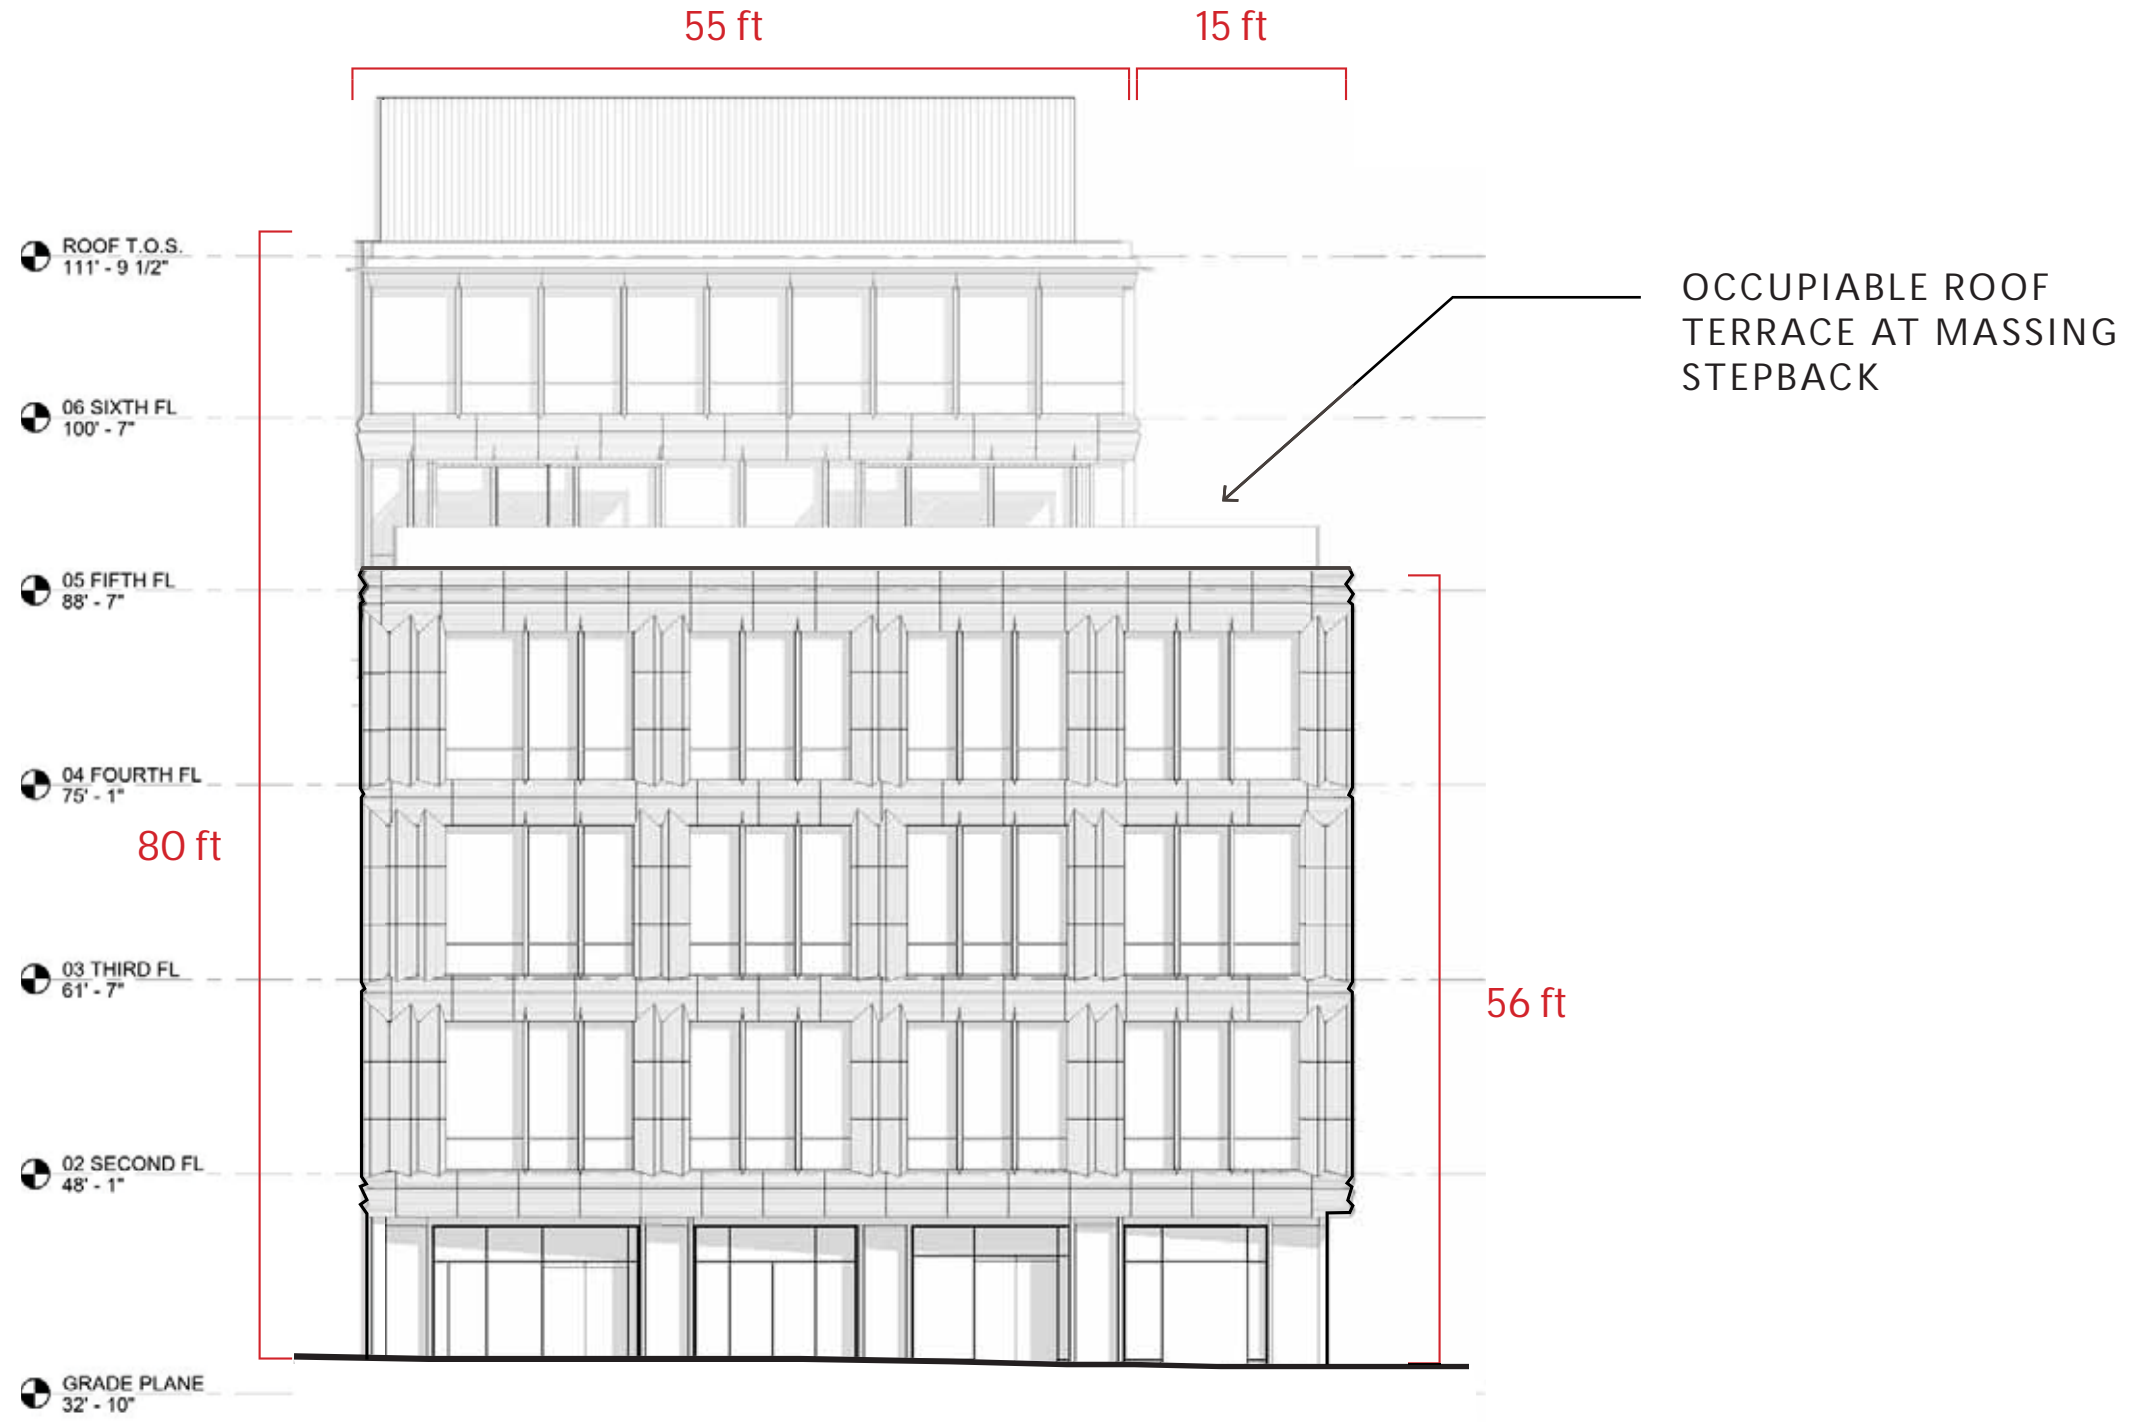 55 ft
15 ft
ROOF T.O.S.
111' - 9 1/2"
OCCUPIABLE ROOF
TERRACE AT MASSING
STEPBACK
06 SIXTH FL
100' - 7"
05 FIFTH FL
88' - 7"
04 FOURTH FL
75' - 1"
80 ft
03 THIRD FL
61' - 7"
56 ft
02 SECOND FL
48' - 1"
GRADE PLANE
32' - 10"